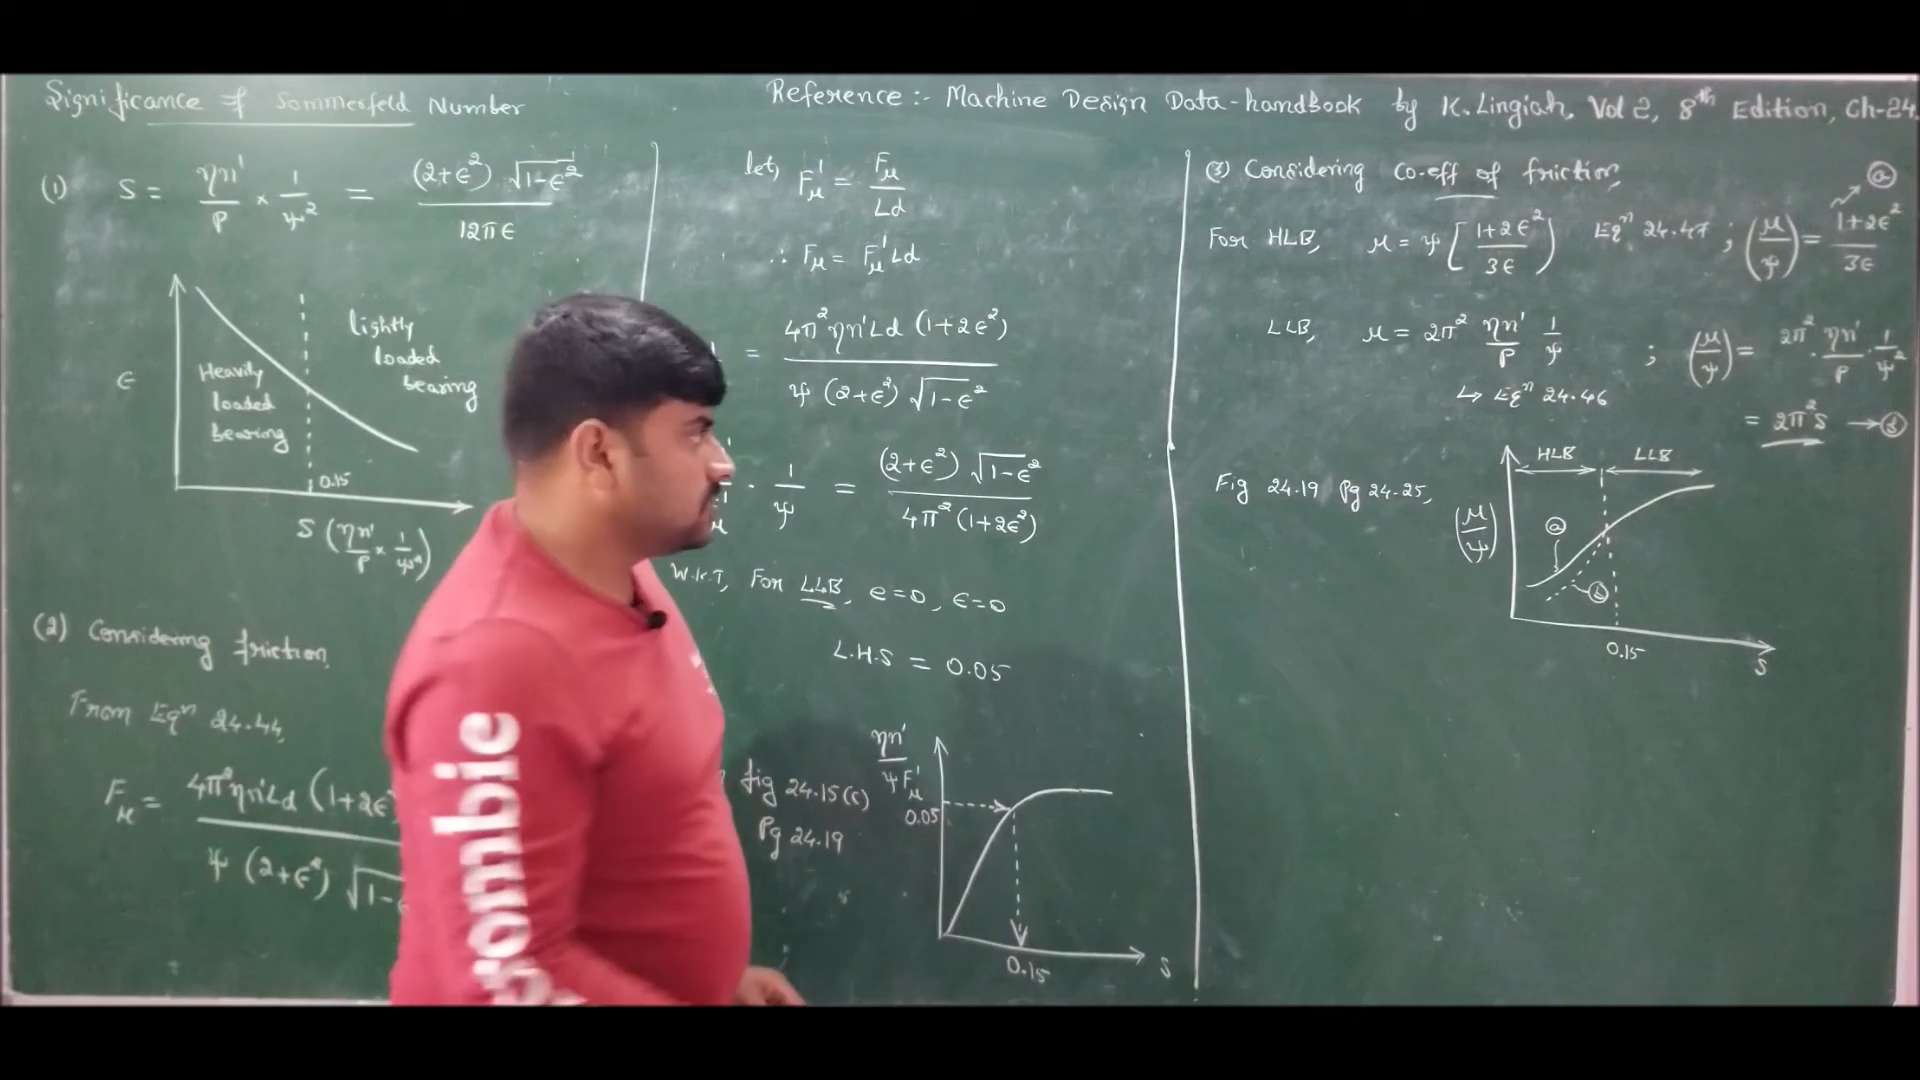 Significance of Sommerfeld Number
Reference :- Machine Design Data-handbook by K. Lingiah, Vol 2, 8th Edition, Ch-24.
(1) S = ηn'/P × 1/ψ² = (2+ϵ²) √1-ϵ² / 12πϵ
ϵ
Heavily loaded bearing
lightly loaded bearing
0.15
S (ηn'/P × 1/ψ²)
(2) Considering friction,
From Eqn 24.44,
Fμ = 4π²ηn'Ld (1+2ϵ² / ψ (2+ϵ²) √1-ϵ
let, F'μ = Fμ / Ld
∴ Fμ = F'μ Ld
= 4π²ηn'Ld (1+2ϵ²) / ψ (2+ϵ²) √1-ϵ²
· 1/ψ = (2+ϵ²) √1-ϵ² / 4π² (1+2ϵ²)
W.K.T, For LLB, e=0, ϵ=0
L.H.S = 0.05
fig 24.15(c)
Pg 24.19
ηn' / ψF'μ
0.05
0.15
S
(3) Considering Co-eff of friction,
For HLB, μ = ψ [1+2ϵ² / 3ϵ] Eqn 24.47 ; (μ/ψ) = 1+2ϵ² / 3ϵ a
LLB, μ = 2π² ηn'/P 1/ψ ; (μ/ψ) = 2π² · ηn'/P · 1/ψ²
↳ Eqn 24.46
= 2π²S → b
Fig 24.19 Pg 24-25,
(μ/ψ)
HLB LLB
a
b
0.15
S
sombie